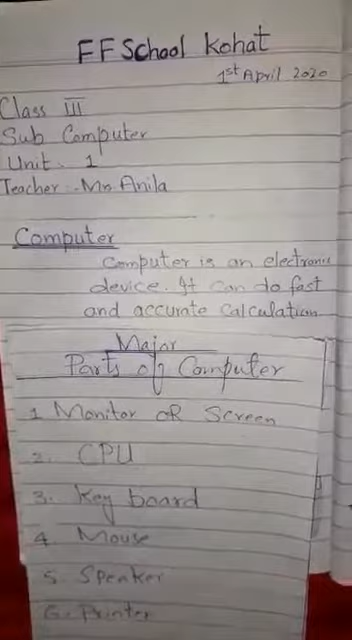 FF School Kohat
1st April 2020
Class III
Sub Computer
Unit. 1
Teacher. Mn Anila
Computer
Computer is an electronic
device. It can do fast
and accurate calculation
Major
Parts of Computer
1 Monitor OR Screen
2. CPU
3. Key board
4. Mouse
5. Speaker
6. Printer